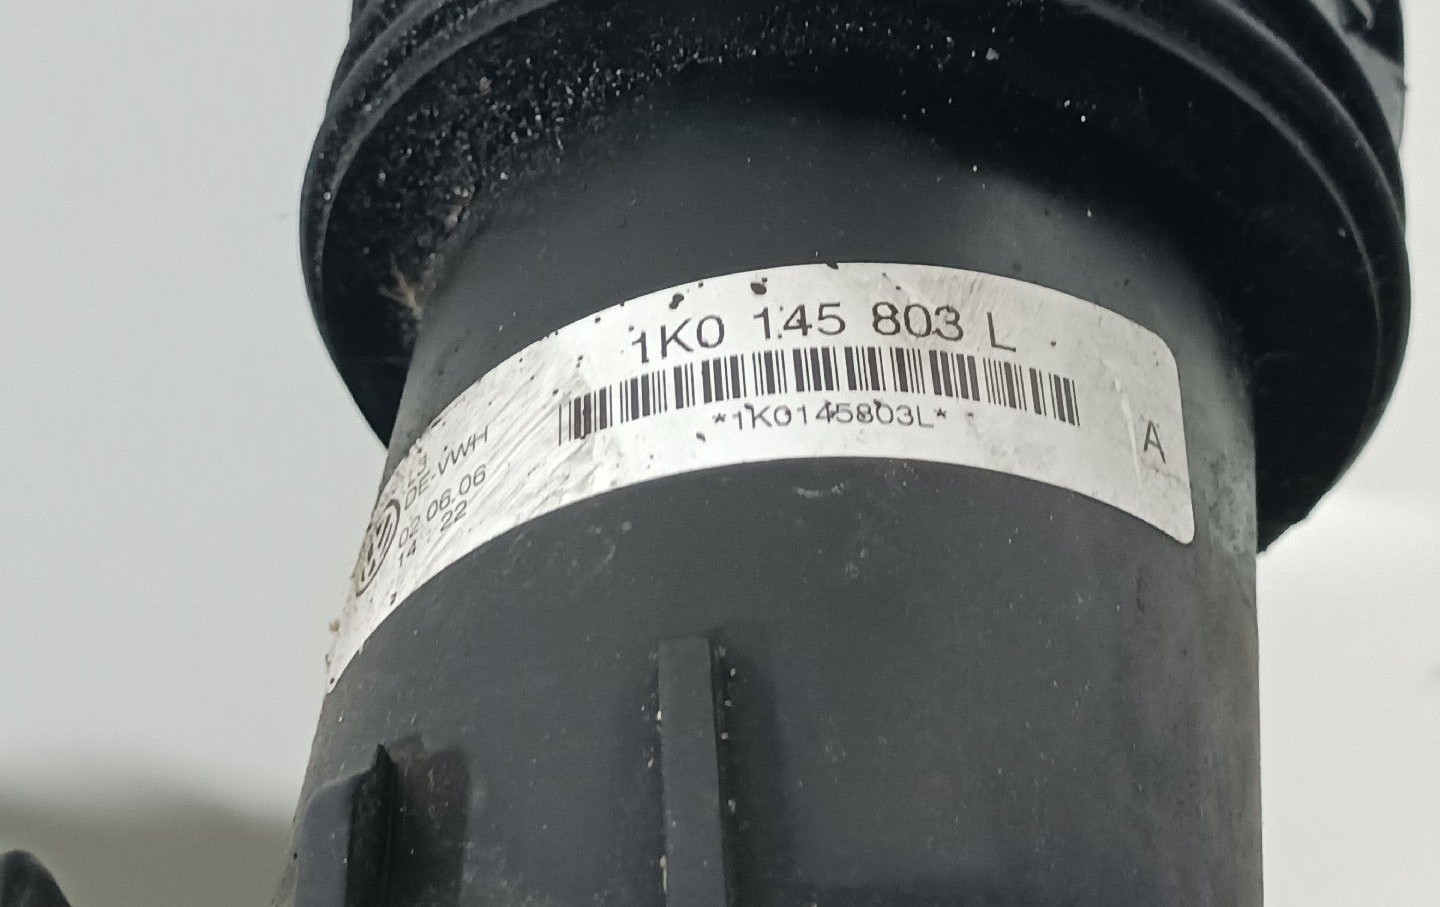 1K0 145 803 L
*1K0145803L*
A
DE-VWH
02.06.06
14 : 22